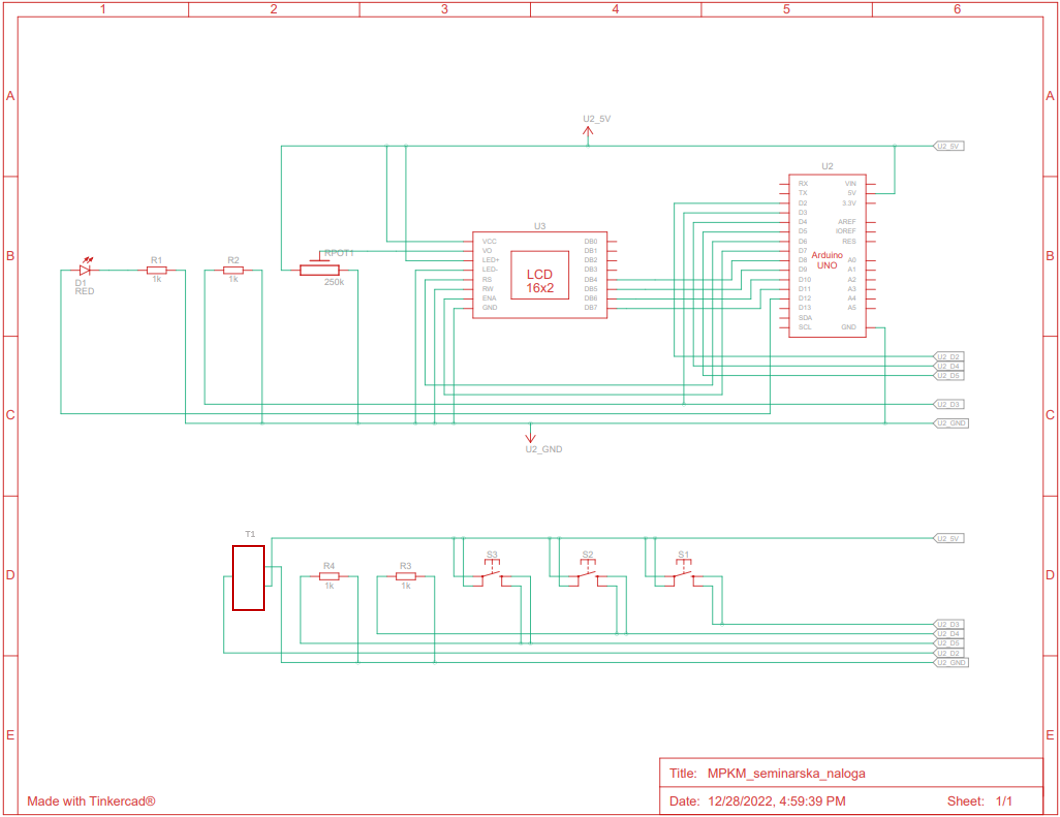 1 2 3 4 5 6
A A
U2_5V
U2_5V
U2
RX VIN
TX 5V
D2 3.3V
D3
D4 AREF
D5 IOREF
D6 RES
D7
D8 A0
D9 A1
D10 A2
D11 A3
D12 A4
D13 A5
SDA
SCL GND
Arduino
UNO
B B
U3
VCC DB0
VO DB1
LED+ DB2
LED- DB3
RS DB4
RW DB5
ENA DB6
GND DB7
LCD
16x2
RPOT1
250k
R1
1k
R2
1k
D1
RED
U2_D2
U2_D4
U2_D5
U2_D3
U2_GND
C C
U2_GND
T1
U2_5V
S3 S2 S1
D D
R4
1k
R3
1k
U2_D3
U2_D4
U2_D5
U2_D2
U2_GND
E E
Title: MPKM_seminarska_naloga
Made with Tinkercad®
Date: 12/28/2022, 4:59:39 PM Sheet: 1/1